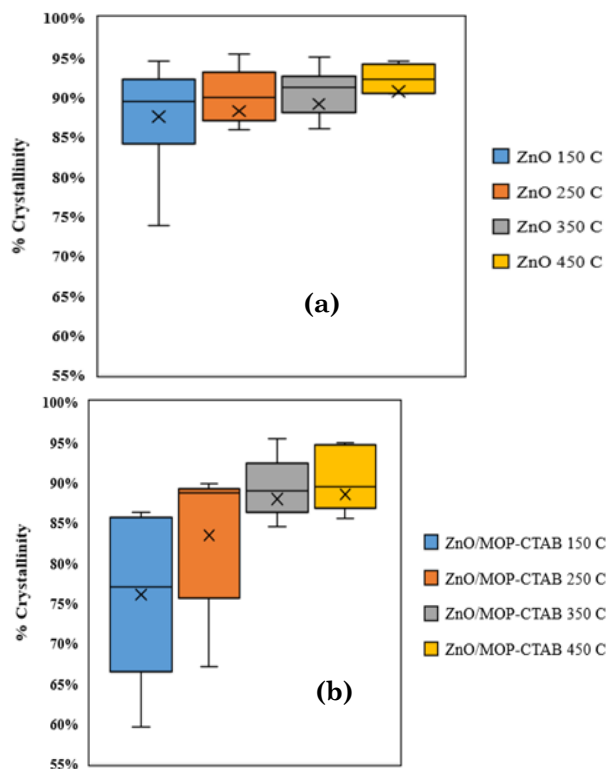 % Crystallinity
100%
95%
90%
85%
80%
75%
70%
65%
60%
55%
(a)
ZnO 150 C
ZnO 250 C
ZnO 350 C
ZnO 450 C
% Crystallinity
100%
95%
90%
85%
80%
75%
70%
65%
60%
55%
(b)
ZnO/MOP-CTAB 150 C
ZnO/MOP-CTAB 250 C
ZnO/MOP-CTAB 350 C
ZnO/MOP-CTAB 450 C